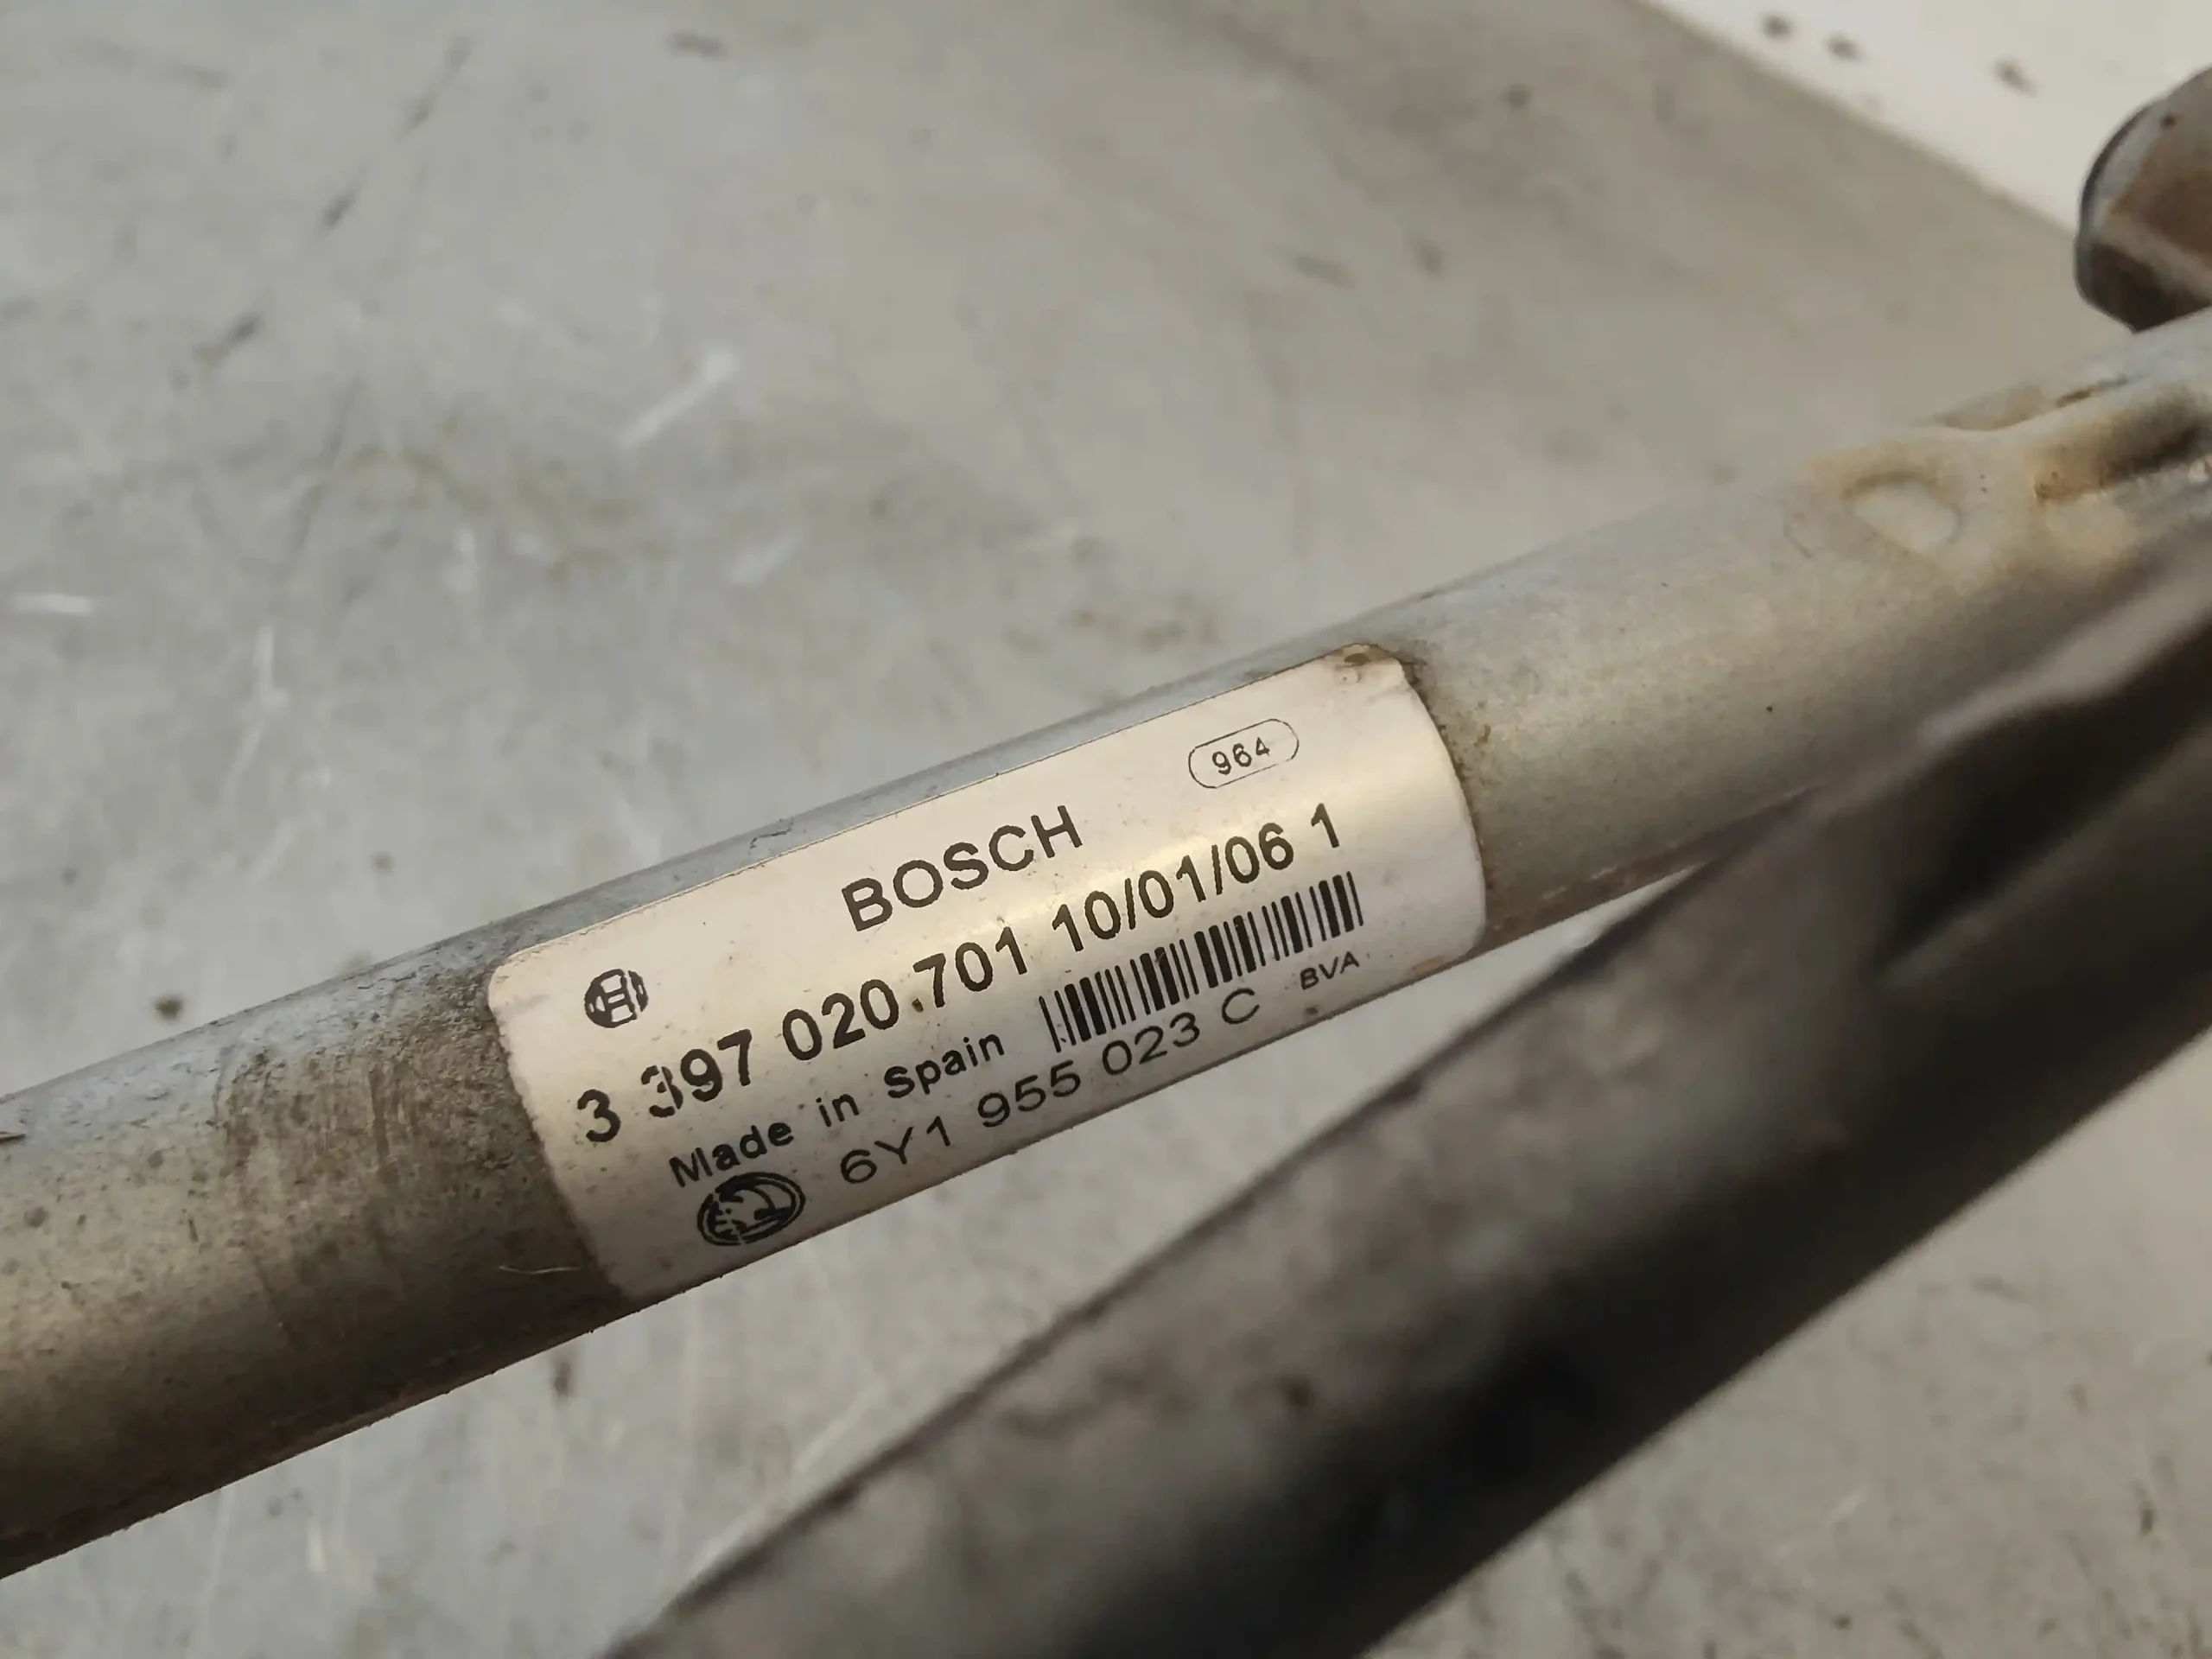 964
BOSCH
3 397 020 701 10/01/06 1
Made in Spain
6Y1 955 023 C BVA